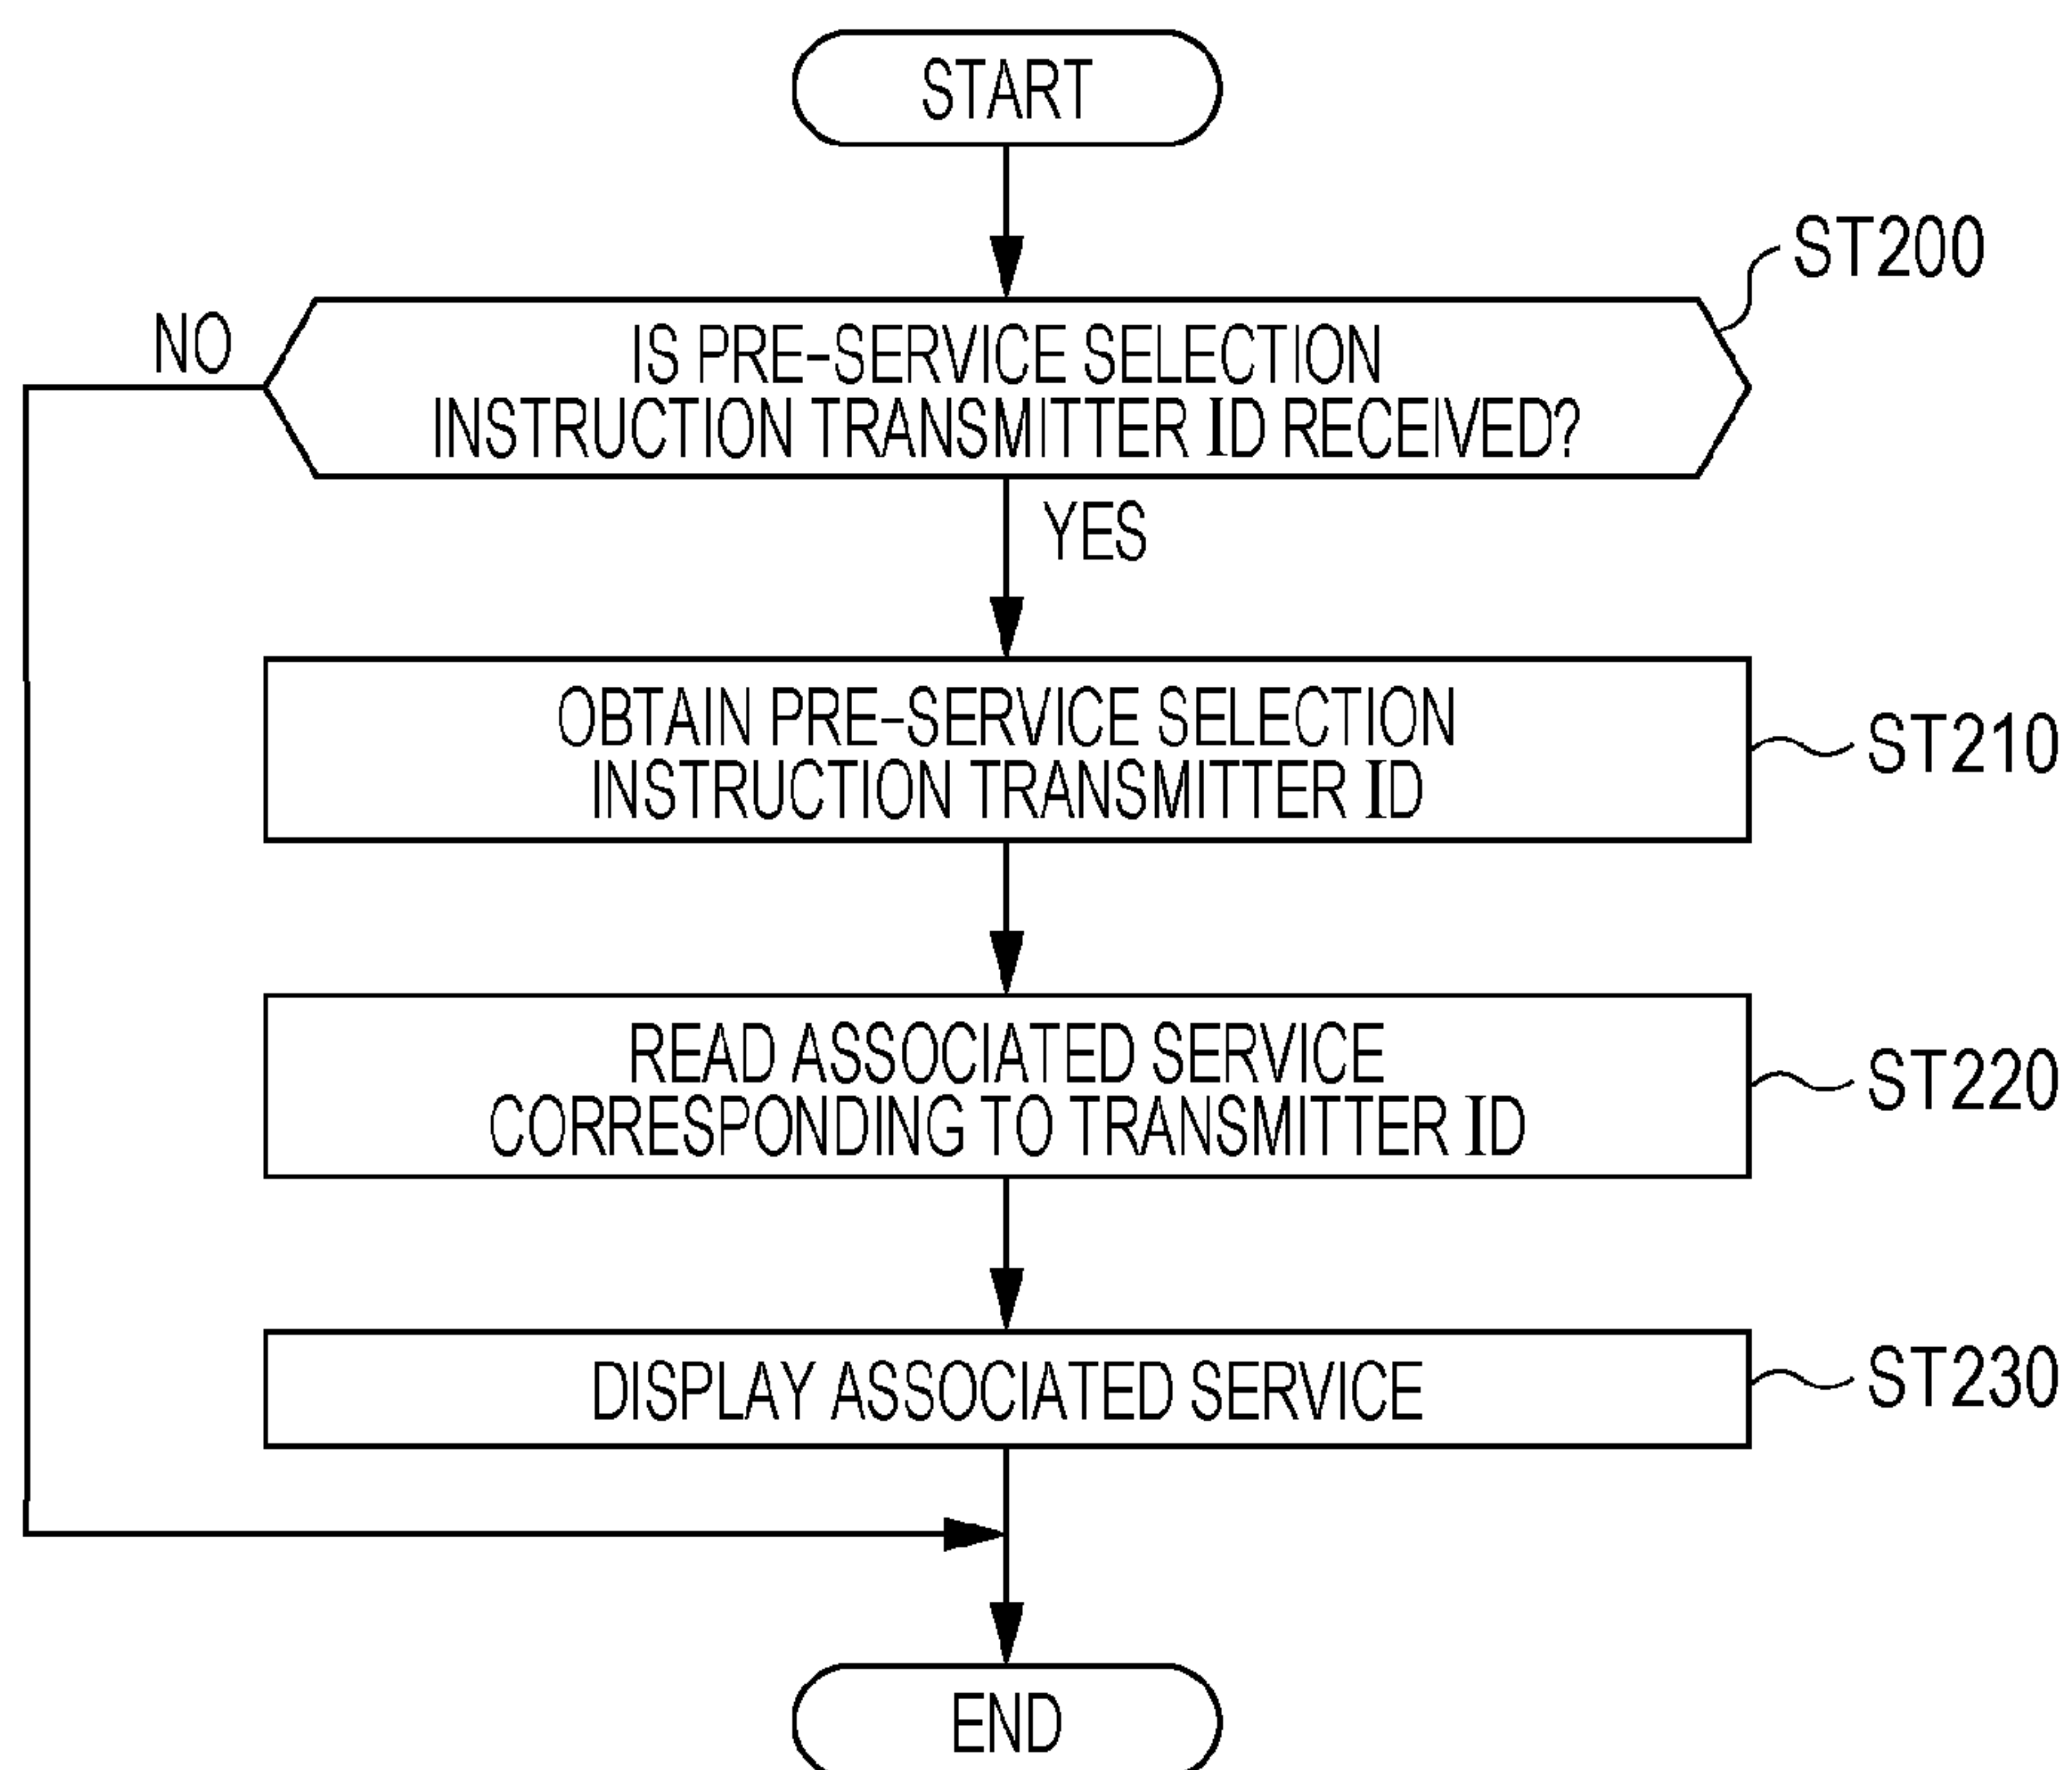 START
ST200
NO
IS PRE-SERVICE SELECTION
INSTRUCTION TRANSMITTER ID RECEIVED?
YES
OBTAIN PRE-SERVICE SELECTION
INSTRUCTION TRANSMITTER ID
ST210
READ ASSOCIATED SERVICE
CORRESPONDING TO TRANSMITTER ID
ST220
DISPLAY ASSOCIATED SERVICE
ST230
END